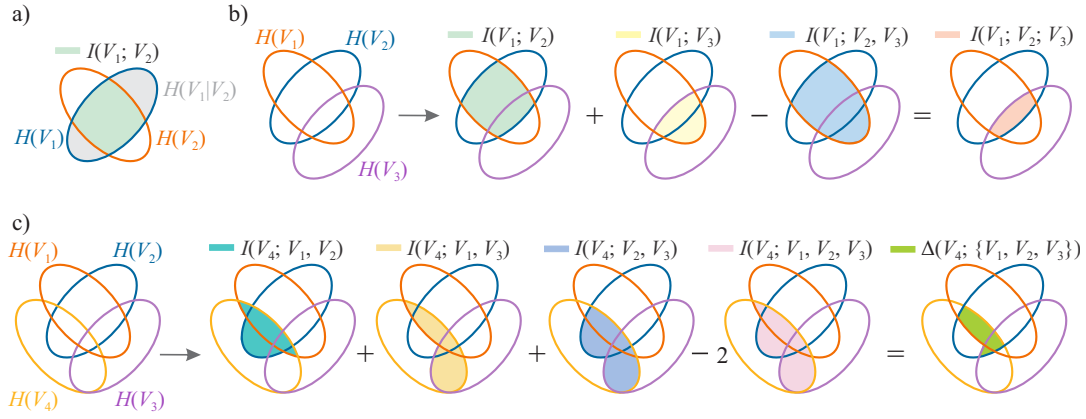 a)
I(V₁; V₂)
H(V₁|V₂)
H(V₁)
H(V₂)
b)
H(V₁)
H(V₂)
H(V₃)
→
I(V₁; V₂)
+
I(V₁; V₃)
−
I(V₁; V₂, V₃)
=
I(V₁; V₂; V₃)
c)
H(V₁)
H(V₂)
H(V₄)
H(V₃)
→
I(V₄; V₁, V₂)
+
I(V₄; V₁, V₃)
+
I(V₄; V₂, V₃)
− 2
I(V₄; V₁, V₂, V₃)
=
Δ(V₄; {V₁, V₂, V₃})